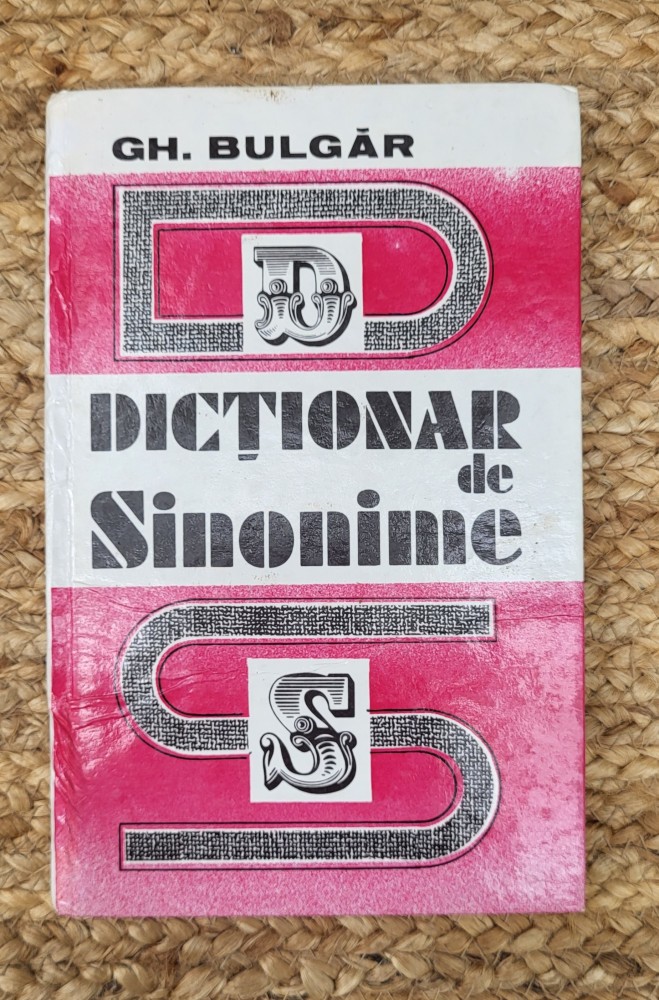 GH. BULGĂR
D
DICȚIONAR
de
Sinonime
S